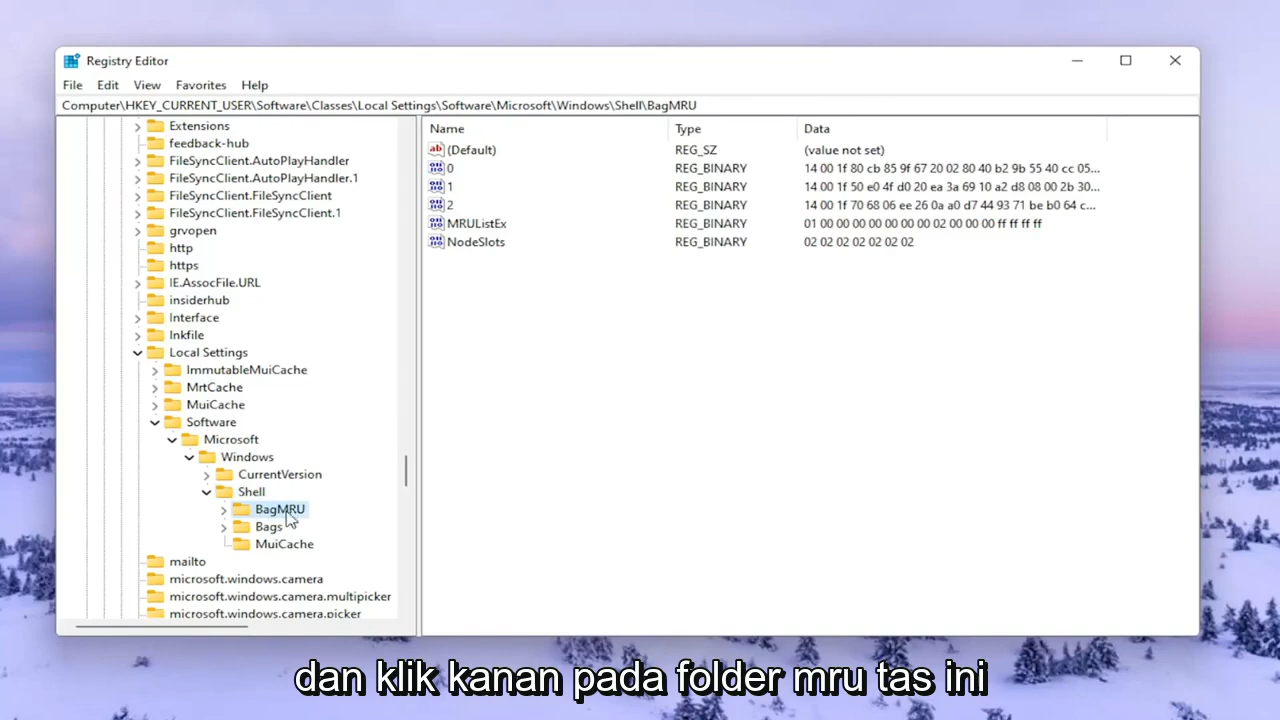 Registry Editor
File Edit View Favorites Help
Computer\HKEY_CURRENT_USER\Software\Classes\Local Settings\Software\Microsoft\Windows\Shell\BagMRU
Extensions
feedback-hub
FileSyncClient.AutoPlayHandler
FileSyncClient.AutoPlayHandler.1
FileSyncClient.FileSyncClient
FileSyncClient.FileSyncClient.1
grvopen
http
https
IE.AssocFile.URL
insiderhub
Interface
lnkfile
Local Settings
ImmutableMuiCache
MrtCache
MuiCache
Software
Microsoft
Windows
CurrentVersion
Shell
BagMRU
Bags
MuiCache
mailto
microsoft.windows.camera
microsoft.windows.camera.multipicker
microsoft.windows.camera.picker
Name Type Data
(Default) REG_SZ (value not set)
0 REG_BINARY 14 00 1f 80 cb 85 9f 67 20 02 80 40 b2 9b 55 40 cc 05...
1 REG_BINARY 14 00 1f 50 e0 4f d0 20 ea 3a 69 10 a2 d8 08 00 2b 30...
2 REG_BINARY 14 00 1f 70 68 06 ee 26 0a a0 d7 44 93 71 be b0 64 c...
MRUListEx REG_BINARY 01 00 00 00 00 00 00 00 02 00 00 00 ff ff ff ff
NodeSlots REG_BINARY 02 02 02 02 02 02 02
dan klik kanan pada folder mru tas ini